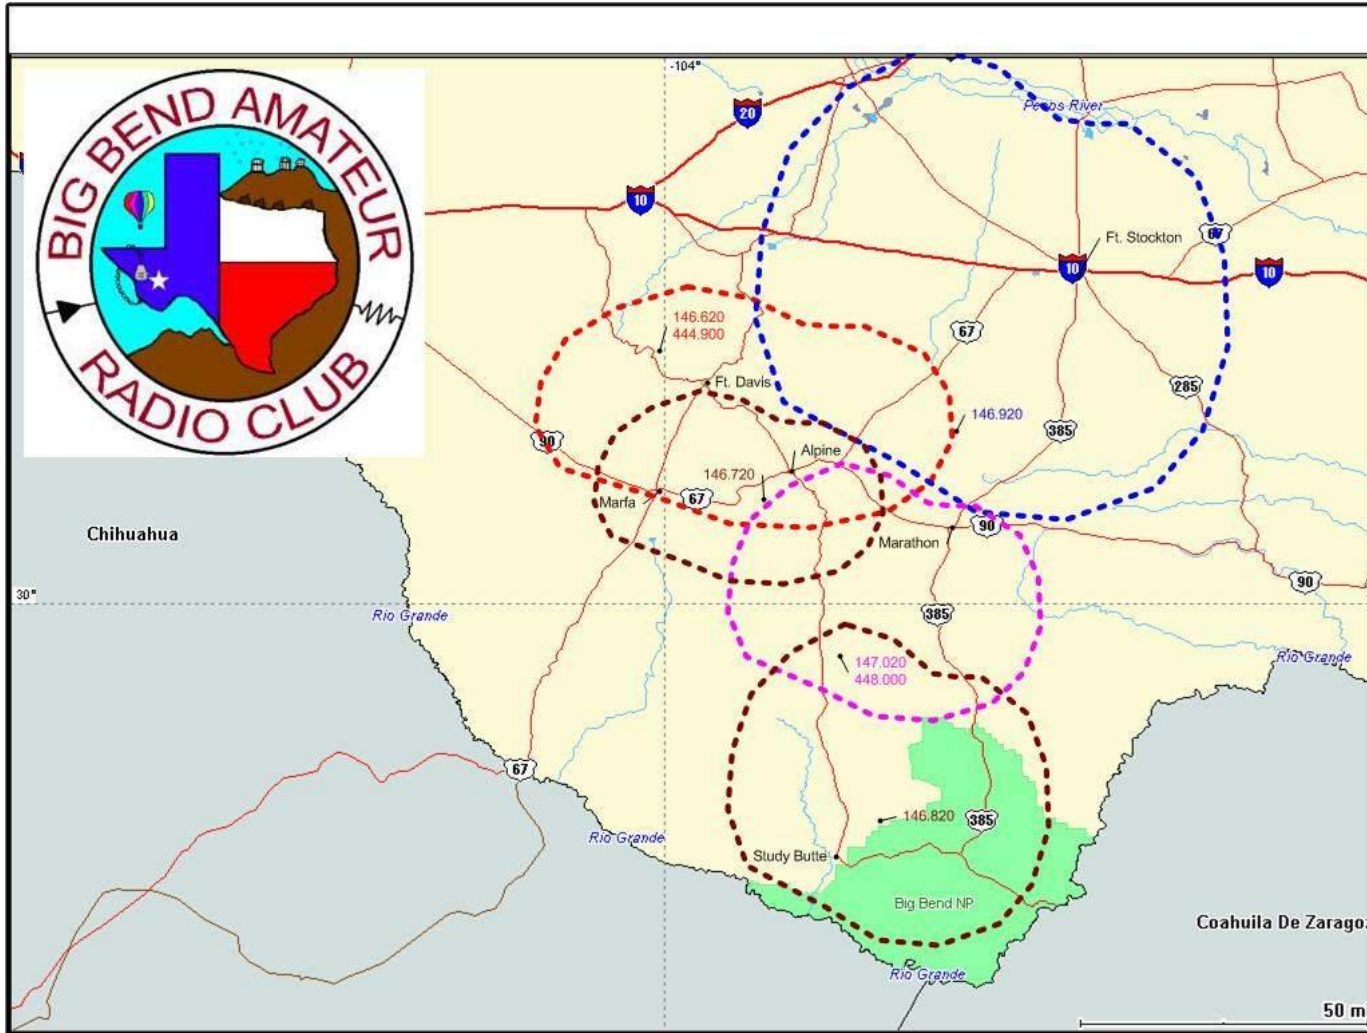 BIG BEND AMATEUR
RADIO CLUB
-104°
20
Pecos River
10
67
Ft. Stockton
10
10
146.620
444.900
67
Ft. Davis
285
146.920
385
90
Alpine
146.720
67
Marfa
90
Marathon
Chihuahua
90
30°
Rio Grande
385
Rio Grande
147.020
448.000
67
146.820
385
Rio Grande
Study Butte
Big Bend NP
Coahuila De Zarago
Rio Grande
50 m